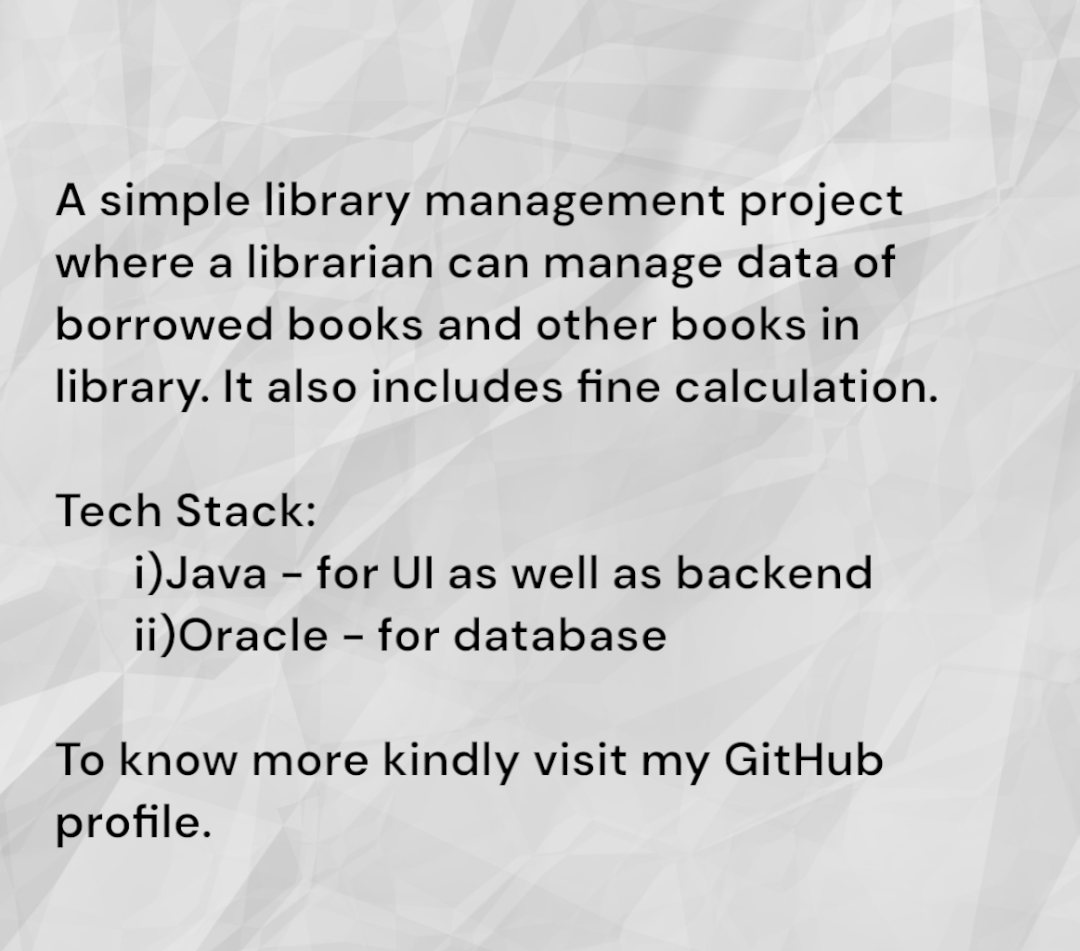 A simple library management project
where a librarian can manage data of
borrowed books and other books in
library. It also includes fine calculation.
Tech Stack:
i)Java - for UI as well as backend
ii)Oracle - for database
To know more kindly visit my GitHub
profile.